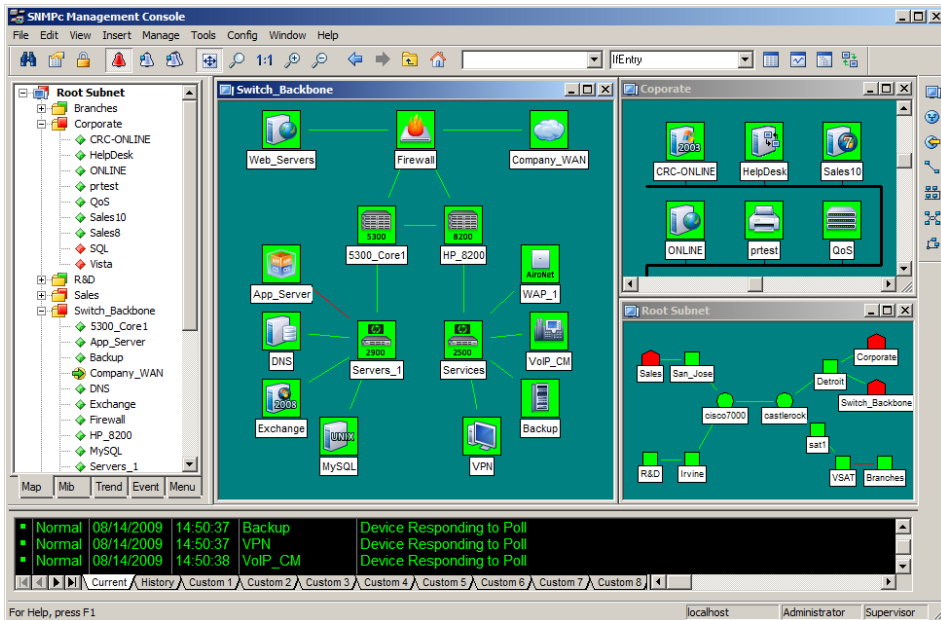 SNMPc Management Console
File Edit View Insert Manage Tools Config Window Help
1:1
IfEntry
Root Subnet
Branches
Corporate
CRC-ONLINE
HelpDesk
ONLINE
prtest
QoS
Sales10
Sales8
SQL
Vista
R&D
Sales
Switch_Backbone
5300_Core1
App_Server
Backup
Company_WAN
DNS
Exchange
Firewall
HP_8200
MySQL
Servers_1
Map Mib Trend Event Menu
Switch_Backbone
Web_Servers Firewall Company_WAN
5300 8200
5300_Core1 HP_8200
AiroNet
App_Server WAP_1
hp hp
2900 2500
DNS Servers_1 Services VoIP_CM
2008
Exchange Backup
UNIX
MySQL VPN
Coporate
2003
CRC-ONLINE HelpDesk Sales10
ONLINE prtest QoS
Root Subnet
Corporate
Sales San_Jose Detroit
Switch_Backbone
cisco7000 castlerock
sat1
R&D Irvine VSAT Branches
Normal 08/14/2009 14:50:37 Backup Device Responding to Poll
Normal 08/14/2009 14:50:37 VPN Device Responding to Poll
Normal 08/14/2009 14:50:38 VoIP_CM Device Responding to Poll
Current History Custom 1 Custom 2 Custom 3 Custom 4 Custom 5 Custom 6 Custom 7 Custom 8
For Help, press F1 localhost Administrator Supervisor